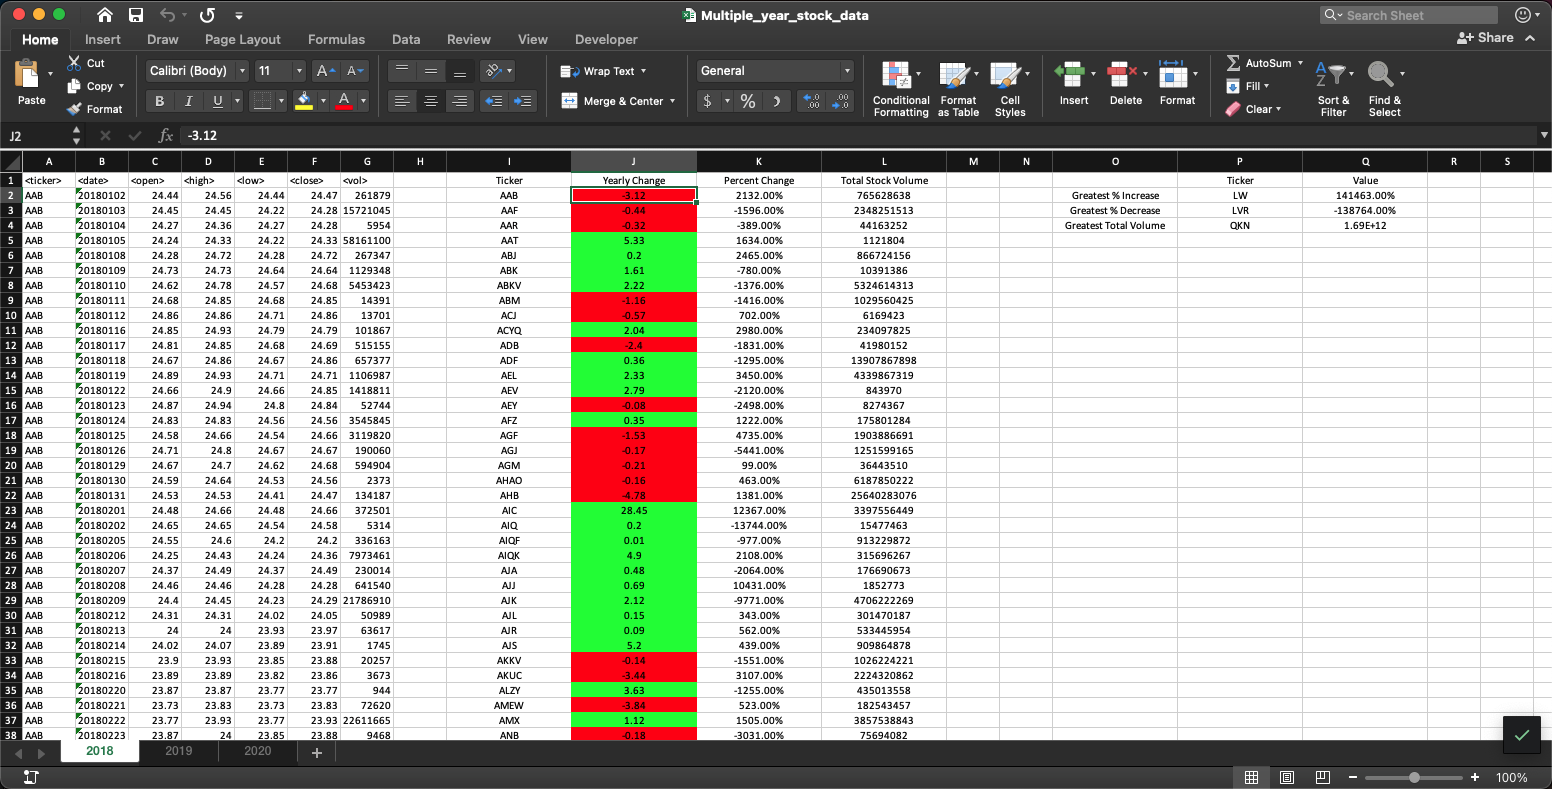 Multiple_year_stock_data
Search Sheet
Home Insert Draw Page Layout Formulas Data Review View Developer Share
Cut Calibri (Body) 11 A A Wrap Text General AutoSum
Copy Fill
Paste Format B I U A Merge & Center $ % Conditional Formatting Format as Table Cell Styles Insert Delete Format Clear Sort & Filter Find & Select
J2 fx -3.12
A B C D E F G H I J K L M N O P Q R S
1 <ticker> <date> <open> <high> <low> <close> <vol> Ticker Yearly Change Percent Change Total Stock Volume Ticker Value
2 AAB 20180102 24.44 24.56 24.44 24.47 261879 AAB -3.12 2132.00% 765628638 Greatest % Increase LW 141463.00%
3 AAB 20180103 24.45 24.45 24.22 24.28 15721045 AAF -0.44 -1596.00% 2348251513 Greatest % Decrease LVR -138764.00%
4 AAB 20180104 24.27 24.36 24.27 24.28 5954 AAR -0.32 -389.00% 44163252 Greatest Total Volume QKN 1.69E+12
5 AAB 20180105 24.24 24.33 24.22 24.33 58161100 AAT 5.33 1634.00% 1121804
6 AAB 20180108 24.28 24.72 24.28 24.72 267347 ABJ 0.2 2465.00% 866724156
7 AAB 20180109 24.73 24.73 24.64 24.64 1129348 ABK 1.61 -780.00% 10391386
8 AAB 20180110 24.62 24.78 24.57 24.68 5453423 ABKV 2.22 -1376.00% 5324614313
9 AAB 20180111 24.68 24.85 24.68 24.85 14391 ABM -1.16 -1416.00% 1029560425
10 AAB 20180112 24.86 24.86 24.71 24.86 13701 ACJ -0.57 702.00% 6169423
11 AAB 20180116 24.85 24.93 24.79 24.79 101867 ACYQ 2.04 2980.00% 234097825
12 AAB 20180117 24.81 24.85 24.68 24.69 515155 ADB -2.4 -1831.00% 41980152
13 AAB 20180118 24.67 24.86 24.67 24.86 657377 ADF 0.36 -1295.00% 13907867898
14 AAB 20180119 24.89 24.93 24.71 24.71 1106987 AEL 2.33 3450.00% 4339867319
15 AAB 20180122 24.66 24.9 24.66 24.85 1418811 AEV 2.79 -2120.00% 843970
16 AAB 20180123 24.87 24.94 24.8 24.84 52744 AEY -0.08 -2498.00% 8274367
17 AAB 20180124 24.83 24.83 24.56 24.56 3545845 AFZ 0.35 1222.00% 175801284
18 AAB 20180125 24.58 24.66 24.54 24.66 3119820 AGF -1.53 4735.00% 1903886691
19 AAB 20180126 24.71 24.8 24.67 24.67 190060 AGJ -0.17 -5441.00% 1251599165
20 AAB 20180129 24.67 24.7 24.62 24.68 594904 AGM -0.21 99.00% 36443510
21 AAB 20180130 24.59 24.64 24.53 24.56 2373 AHAO -0.16 463.00% 6187850222
22 AAB 20180131 24.53 24.53 24.41 24.47 134187 AHB -4.78 1381.00% 25640283076
23 AAB 20180201 24.48 24.66 24.48 24.66 372501 AIC 28.45 12367.00% 3397556449
24 AAB 20180202 24.65 24.65 24.54 24.58 5314 AIQ 0.2 -13744.00% 15477463
25 AAB 20180205 24.55 24.6 24.2 24.2 336163 AIQF 0.01 -977.00% 913229872
26 AAB 20180206 24.25 24.43 24.24 24.36 7973461 AIQK 4.9 2108.00% 315696267
27 AAB 20180207 24.37 24.49 24.37 24.49 230014 AJA 0.48 -2064.00% 176690673
28 AAB 20180208 24.46 24.46 24.28 24.28 641540 AJJ 0.69 10431.00% 1852773
29 AAB 20180209 24.4 24.45 24.23 24.29 21786910 AJK 2.12 -9771.00% 4706222269
30 AAB 20180212 24.31 24.31 24.02 24.05 50989 AJL 0.15 343.00% 301470187
31 AAB 20180213 24 24 23.93 23.97 63617 AJR 0.09 562.00% 533445954
32 AAB 20180214 24.02 24.07 23.89 23.91 1745 AJS 5.2 439.00% 909864878
33 AAB 20180215 23.9 23.93 23.85 23.88 20257 AKKV -0.14 -1551.00% 1026224221
34 AAB 20180216 23.89 23.89 23.82 23.86 3673 AKUC -3.44 3107.00% 2224320862
35 AAB 20180220 23.87 23.87 23.77 23.77 944 ALZY 3.63 -1255.00% 435013558
36 AAB 20180221 23.73 23.83 23.73 23.83 72620 AMEW -3.84 523.00% 182543457
37 AAB 20180222 23.77 23.93 23.77 23.93 22611665 AMX 1.12 1505.00% 3857538843
38 AAB 20180223 23.87 24 23.85 23.88 9468 ANB -0.18 -3031.00% 75694082
2018 2019 2020 +
100%